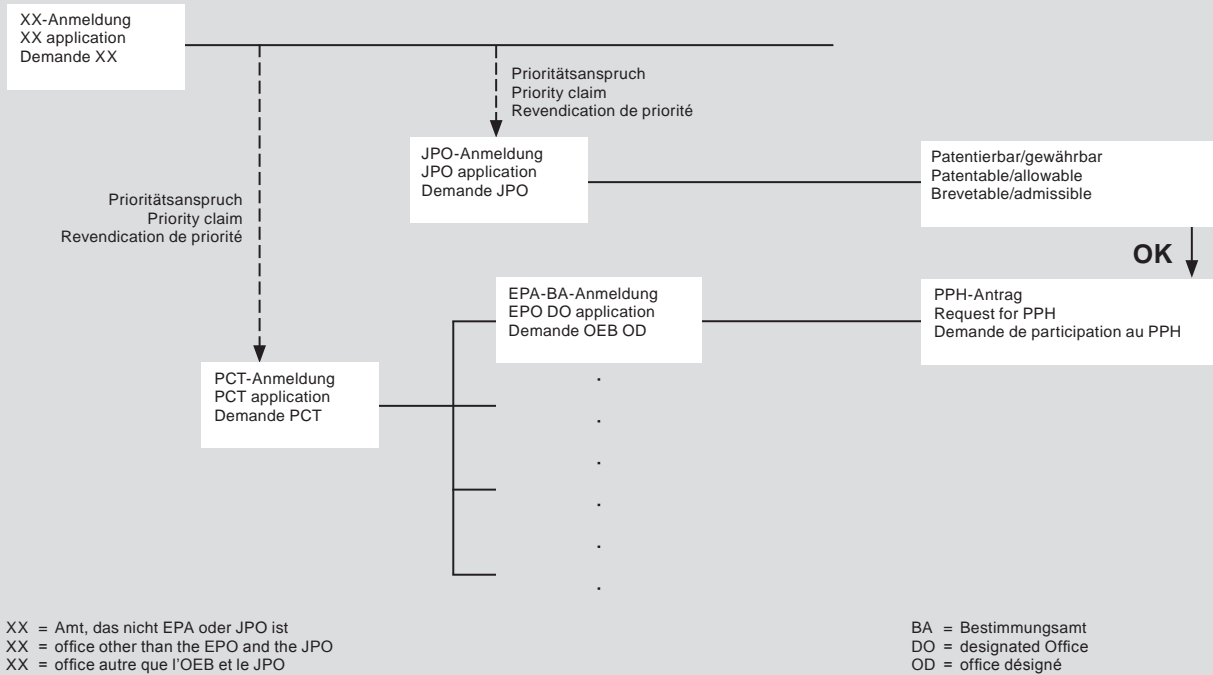 XX-Anmeldung
XX application
Demande XX
Prioritätsanspruch
Priority claim
Revendication de priorité
JPO-Anmeldung
JPO application
Demande JPO
Patentierbar/gewährbar
Patentable/allowable
Brevetable/admissible
Prioritätsanspruch
Priority claim
Revendication de priorité
OK
EPA-BA-Anmeldung
EPO DO application
Demande OEB OD
PPH-Antrag
Request for PPH
Demande de participation au PPH
PCT-Anmeldung
PCT application
Demande PCT
XX = Amt, das nicht EPA oder JPO ist
XX = office other than the EPO and the JPO
XX = office autre que l'OEB et le JPO
BA = Bestimmungsamt
DO = designated Office
OD = office désigné